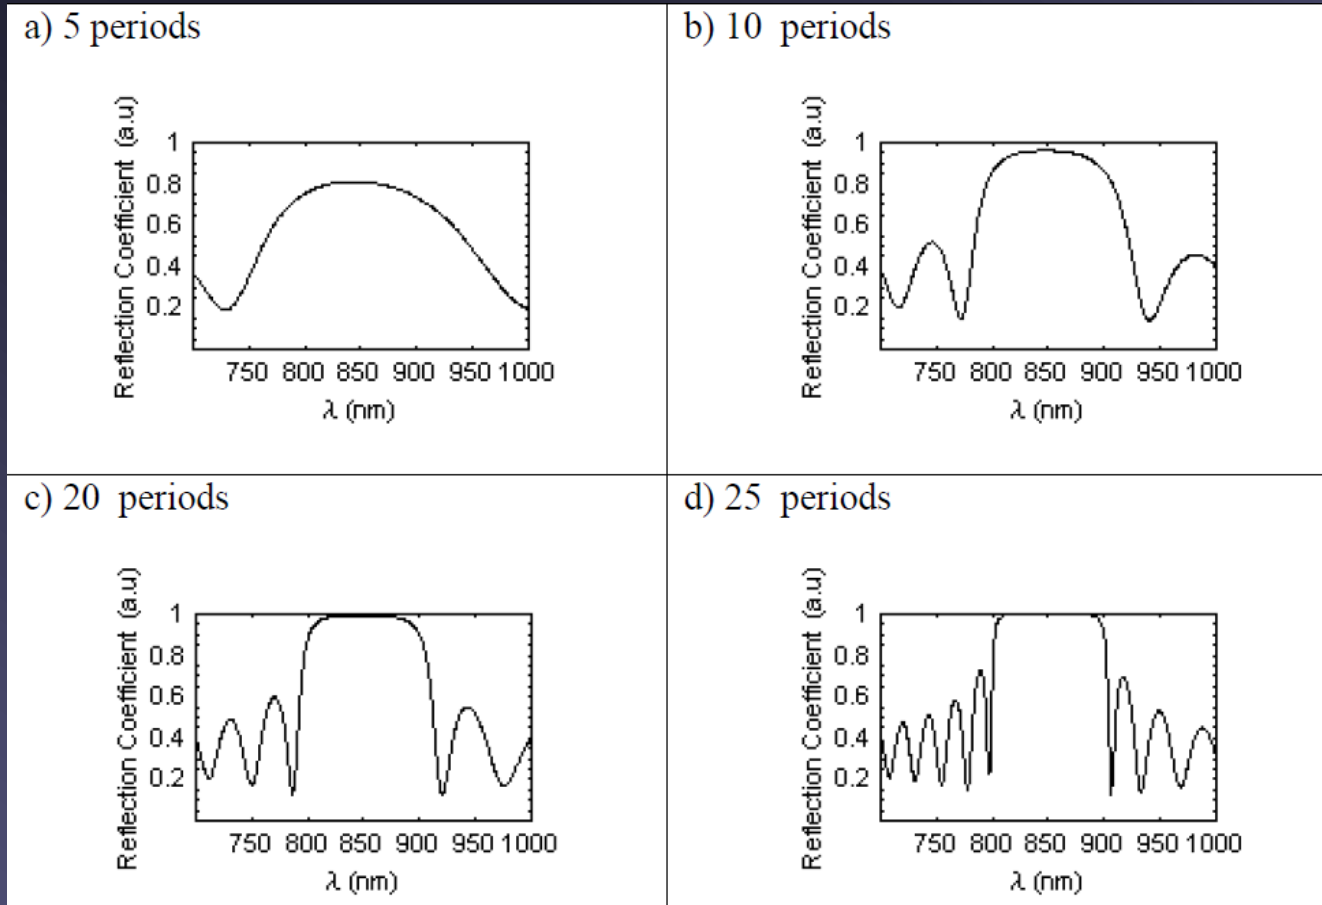 a) 5 periods
Reflection Coefficient (a.u)
1
0.8
0.6
0.4
0.2
750 800 850 900 950 1000
λ (nm)
b) 10 periods
Reflection Coefficient (a.u)
1
0.8
0.6
0.4
0.2
750 800 850 900 950 1000
λ (nm)
c) 20 periods
Reflection Coefficient (a.u)
1
0.8
0.6
0.4
0.2
750 800 850 900 950 1000
λ (nm)
d) 25 periods
Reflection Coefficient (a.u)
1
0.8
0.6
0.4
0.2
750 800 850 900 950 1000
λ (nm)